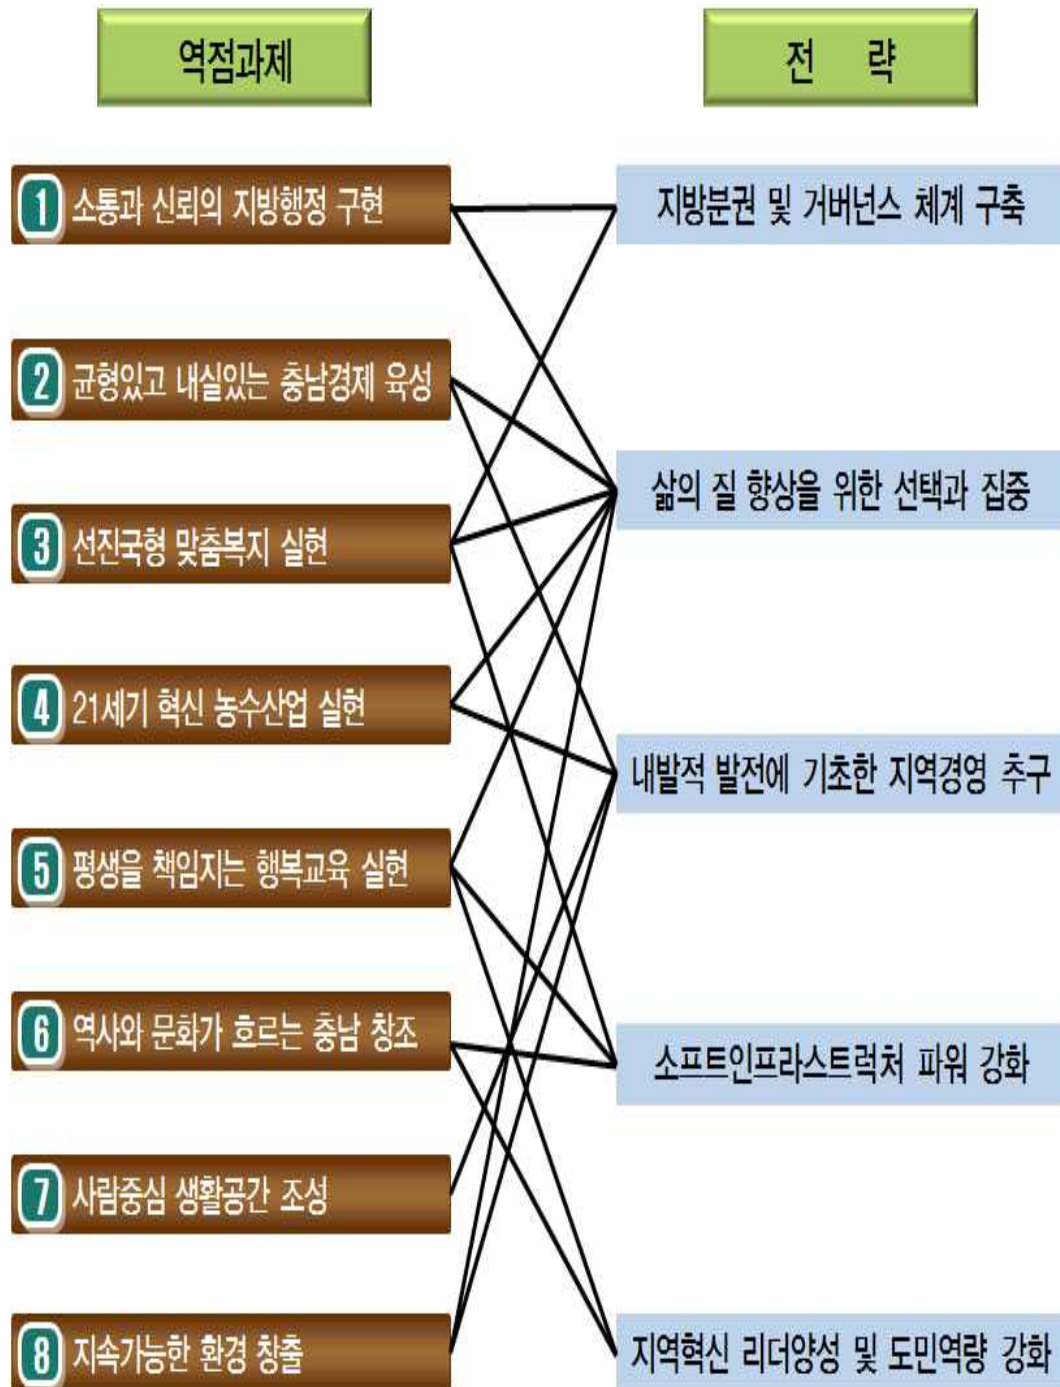 역점과제
전 략
1 소통과 신뢰의 지방행정 구현
2 균형있고 내실있는 충남경제 육성
3 선진국형 맞춤복지 실현
4 21세기 혁신 농수산업 실현
5 평생을 책임지는 행복교육 실현
6 역사와 문화가 흐르는 충남 창조
7 사람중심 생활공간 조성
8 지속가능한 환경 창출
지방분권 및 거버넌스 체계 구축
삶의 질 향상을 위한 선택과 집중
내발적 발전에 기초한 지역경영 추구
소프트인프라스트럭처 파워 강화
지역혁신 리더양성 및 도민역량 강화